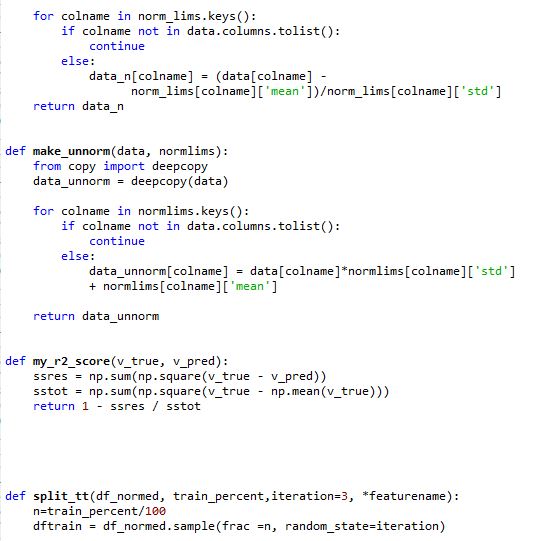 for colname in norm_lims.keys():
if colname not in data.columns.tolist():
continue
else:
data_n[colname] = (data[colname] -
norm_lims[colname]['mean'])/norm_lims[colname]['std']
return data_n
def make_unnorm(data, normlims):
from copy import deepcopy
data_unnorm = deepcopy(data)
for colname in normlims.keys():
if colname not in data.columns.tolist():
continue
else:
data_unnorm[colname] = data[colname]*normlims[colname]['std']
+ normlims[colname]['mean']
return data_unnorm
def my_r2_score(v_true, v_pred):
ssres = np.sum(np.square(v_true - v_pred))
sstot = np.sum(np.square(v_true - np.mean(v_true)))
return 1 - ssres / sstot
def split_tt(df_normed, train_percent,iteration=3, *featurename):
n=train_percent/100
dftrain = df_normed.sample(frac =n, random_state=iteration)